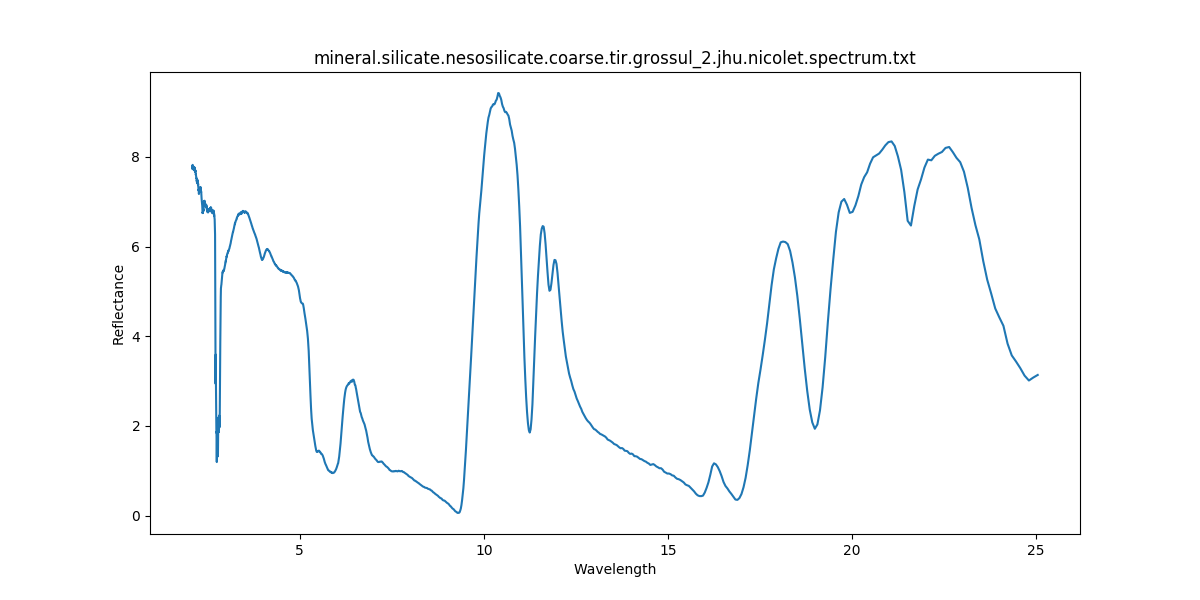 mineral.silicate.nesosilicate.coarse.tir.grossul_2.jhu.nicolet.spectrum.txt
8
6
4
2
0
Reflectance
5 10 15 20 25
Wavelength